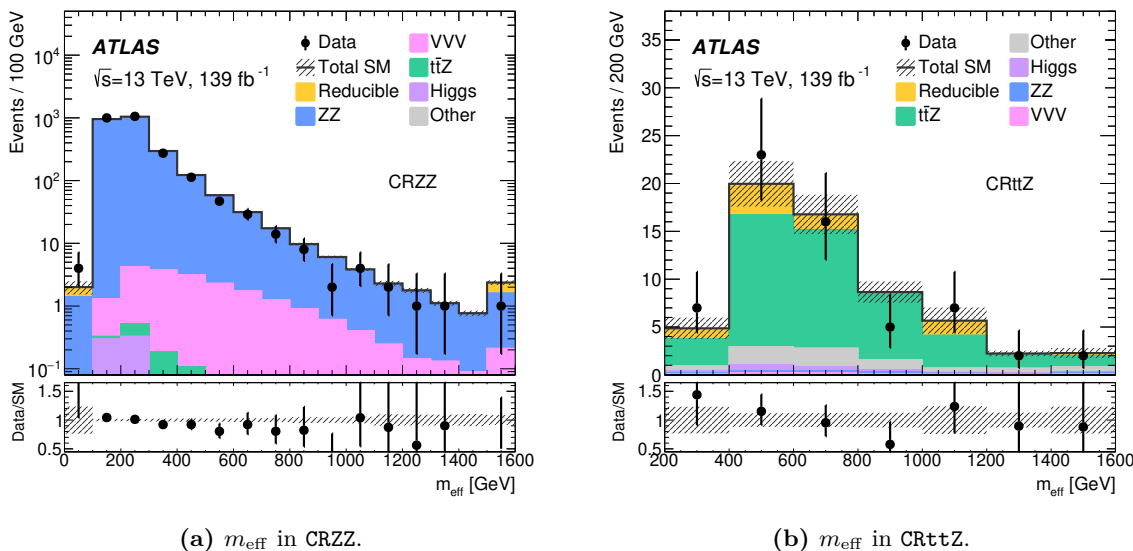 Events / 100 GeV
10⁴
10³
10²
10
1
10⁻¹
ATLAS
√s=13 TeV, 139 fb⁻¹
Data
Total SM
Reducible
ZZ
VVV
tt̄Z
Higgs
Other
CRZZ
Data/SM
1.5
1
0.5
0 200 400 600 800 1000 1200 1400 1600
m_eff [GeV]
(a) m_eff in CRZZ.
Events / 200 GeV
35
30
25
20
15
10
5
0
ATLAS
√s=13 TeV, 139 fb⁻¹
Data
Total SM
Reducible
tt̄Z
Other
Higgs
ZZ
VVV
CRttZ
Data/SM
1.5
1
0.5
200 400 600 800 1000 1200 1400 1600
m_eff [GeV]
(b) m_eff in CRttZ.